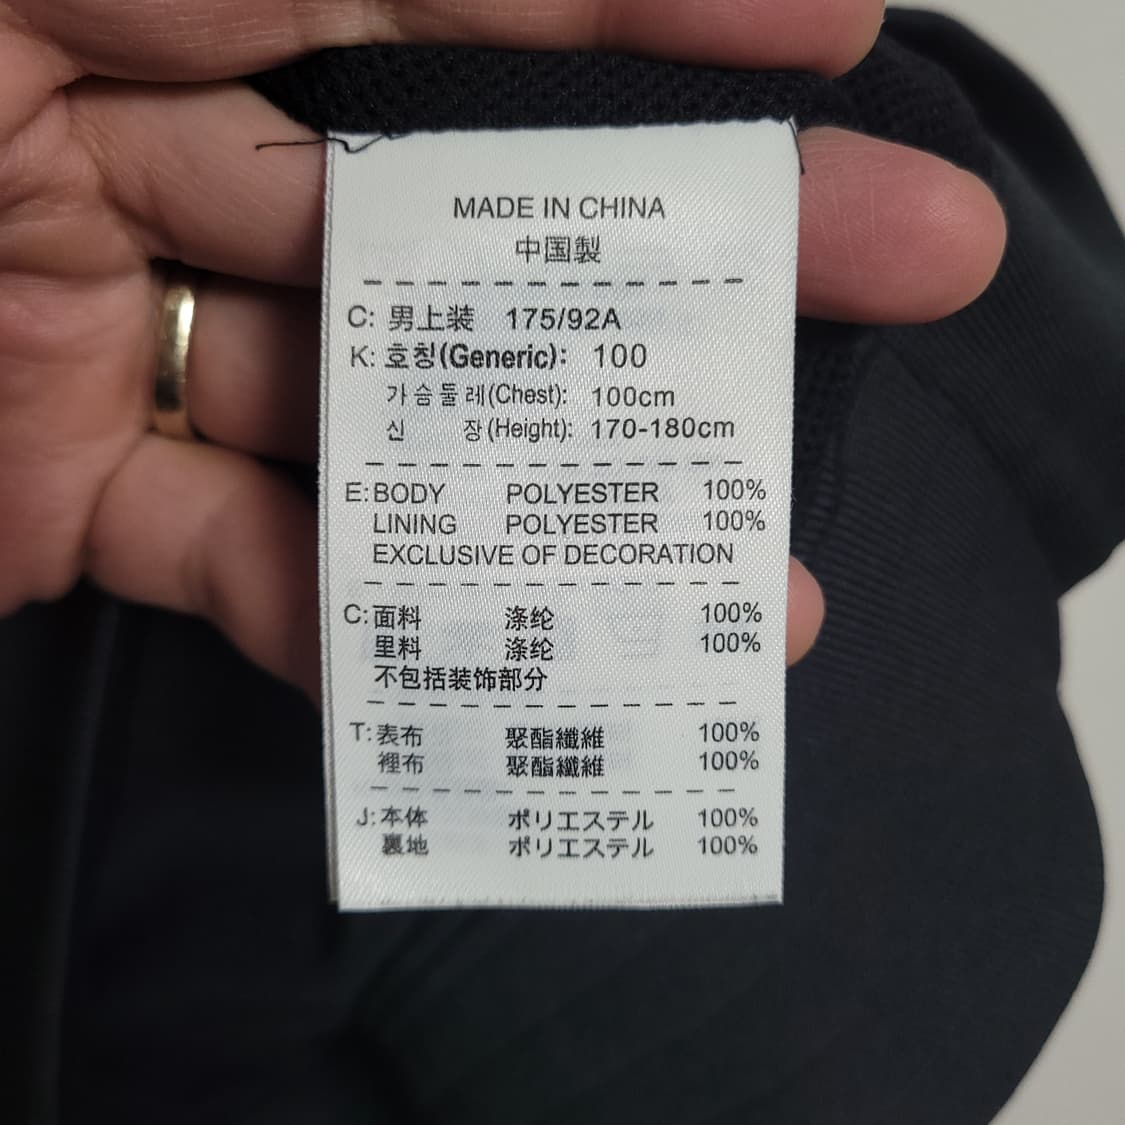 MADE IN CHINA
中国製
C: 男上装 175/92A
K: 호칭(Generic): 100
가슴둘레(Chest): 100cm
신 장(Height): 170-180cm
E: BODY POLYESTER 100%
LINING POLYESTER 100%
EXCLUSIVE OF DECORATION
C: 面料 涤纶 100%
里料 涤纶 100%
不包括装饰部分
T: 表布 聚酯纖維 100%
裡布 聚酯纖維 100%
J: 本体 ポリエステル 100%
裏地 ポリエステル 100%